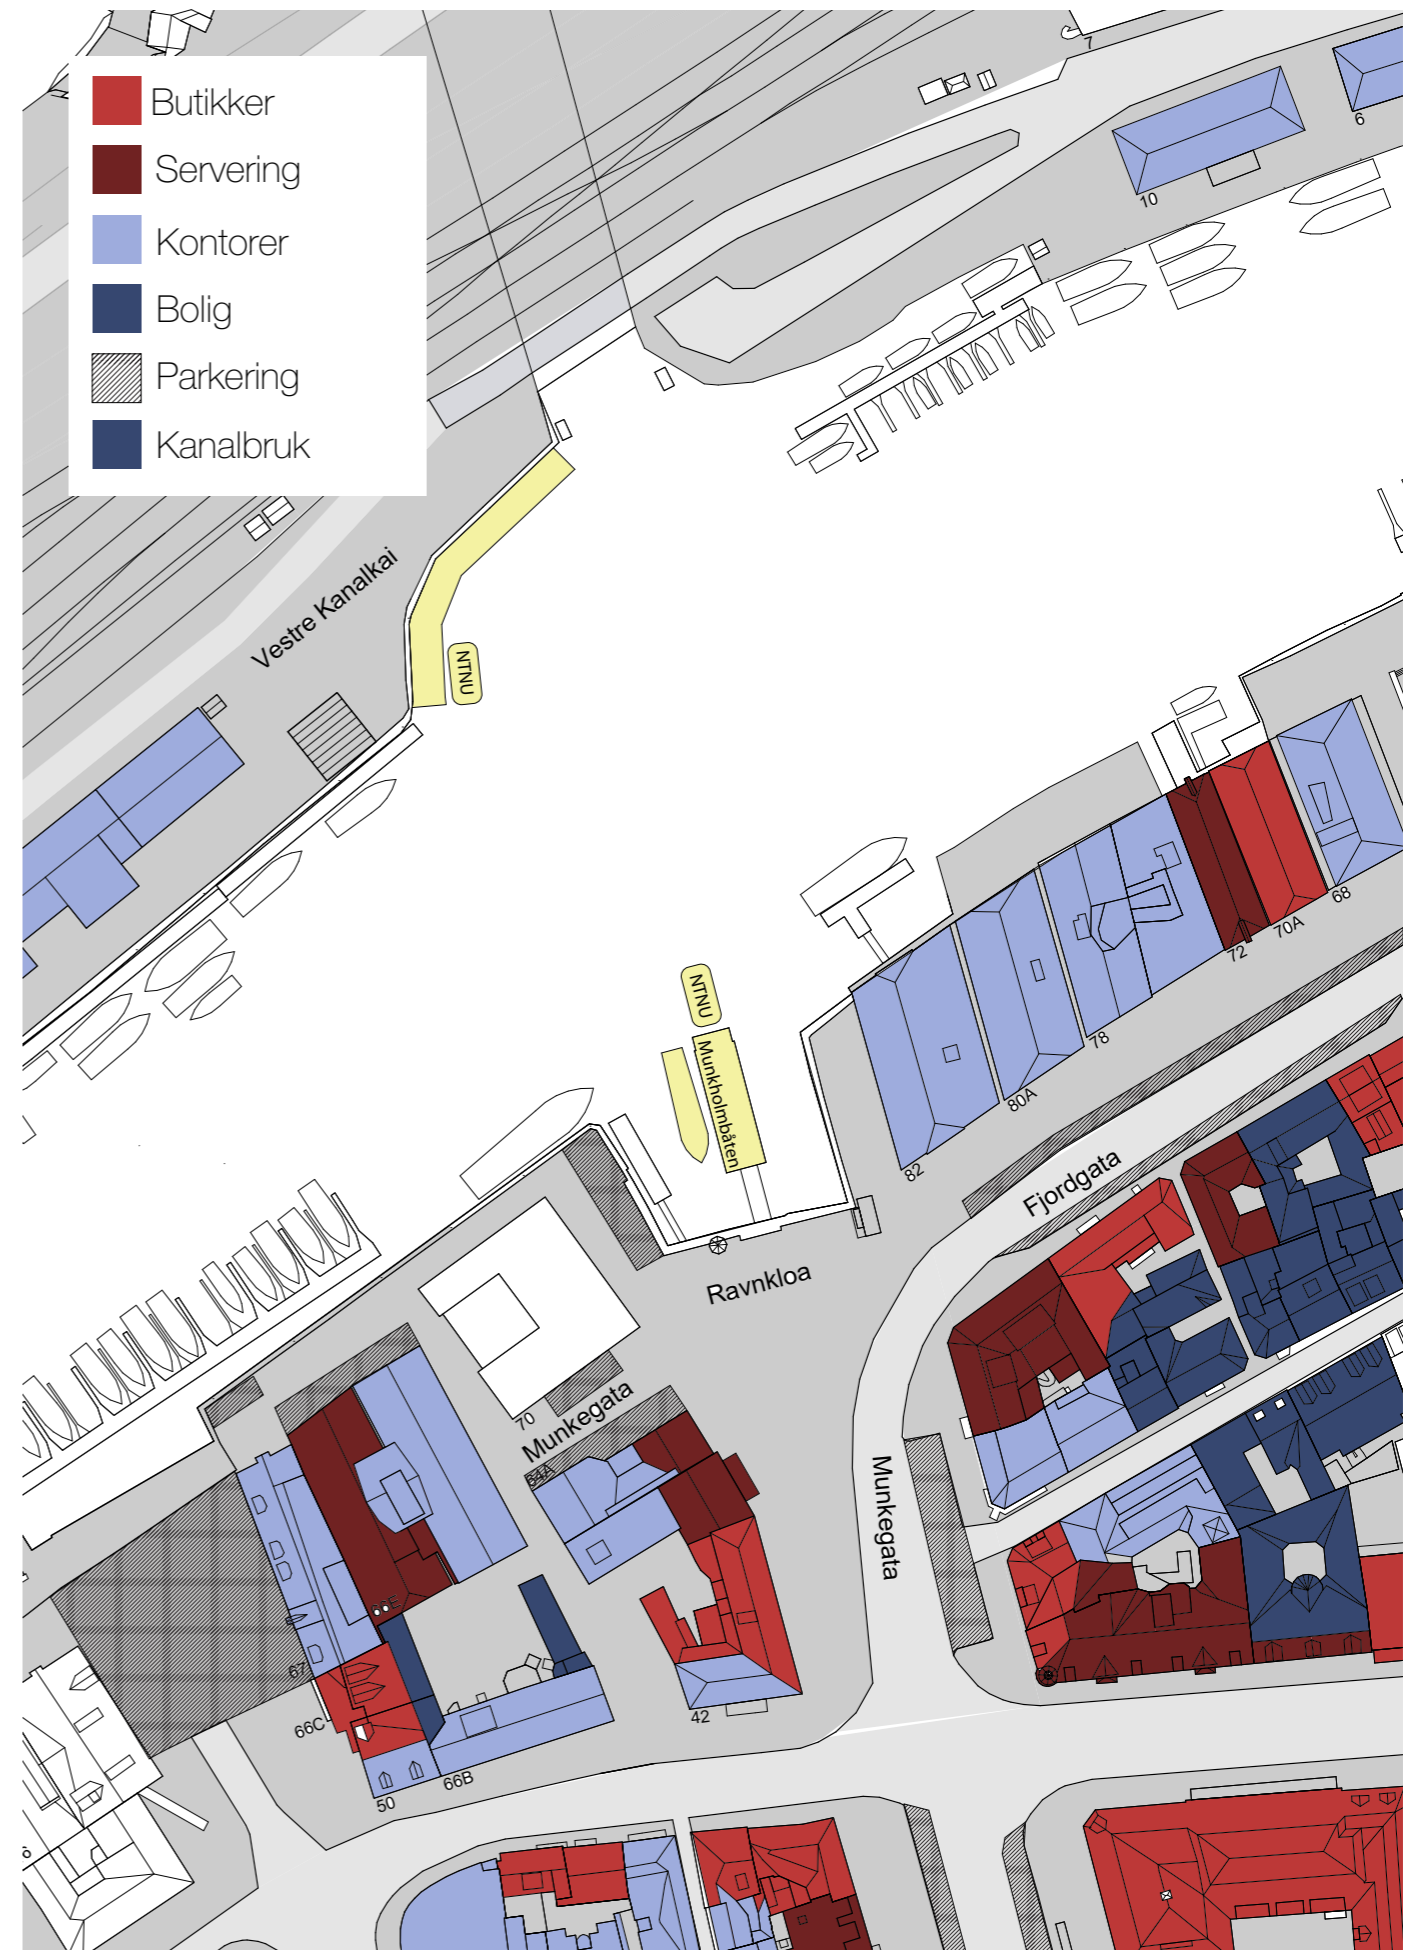 Butikker
Servering
Kontorer
Bolig
Parkering
Kanalbruk
7
6
10
Vestre Kanalkai
NTNU
68
70A
72
78
80A
82
NTNU
Munkholmbåten
Fjordgata
Ravnkloa
70
Munkegata
64A
Munkegata
67
66C
42
66B
50